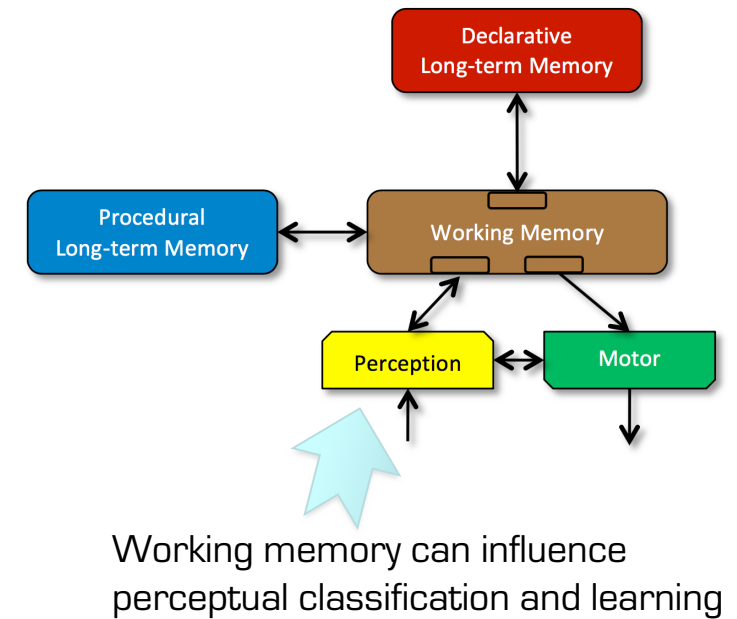 Declarative
Long-term Memory
Procedural
Long-term Memory
Working Memory
Perception
Motor
Working memory can influence
perceptual classification and learning